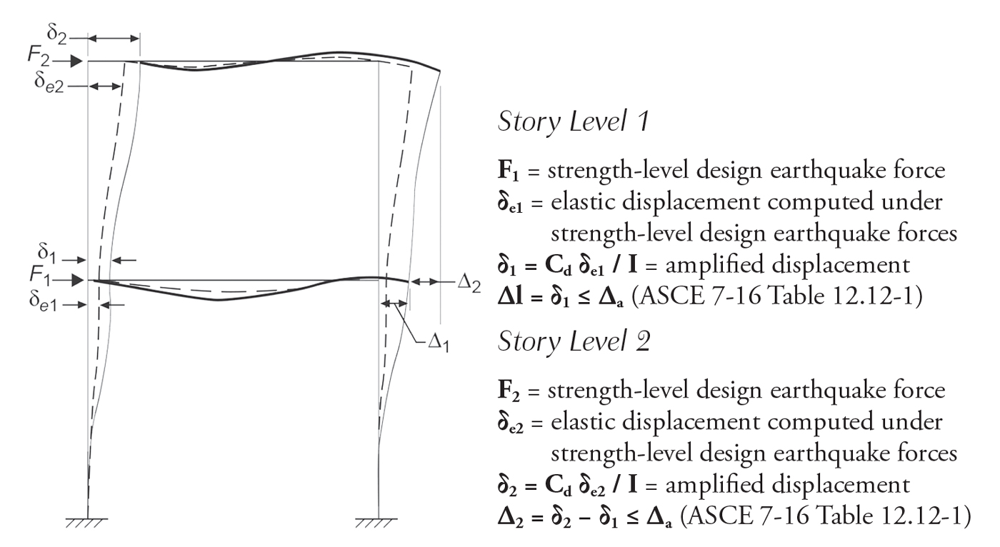 δ2
F2
δe2
δ1
F1
δe1
Δ2
Δ1
Story Level 1
F1 = strength-level design earthquake force
δe1 = elastic displacement computed under
strength-level design earthquake forces
δ1 = Cd δe1 / I = amplified displacement
Δl = δ1 ≤ Δa (ASCE 7-16 Table 12.12-1)
Story Level 2
F2 = strength-level design earthquake force
δe2 = elastic displacement computed under
strength-level design earthquake forces
δ2 = Cd δe2 / I = amplified displacement
Δ2 = δ2 – δ1 ≤ Δa (ASCE 7-16 Table 12.12-1)